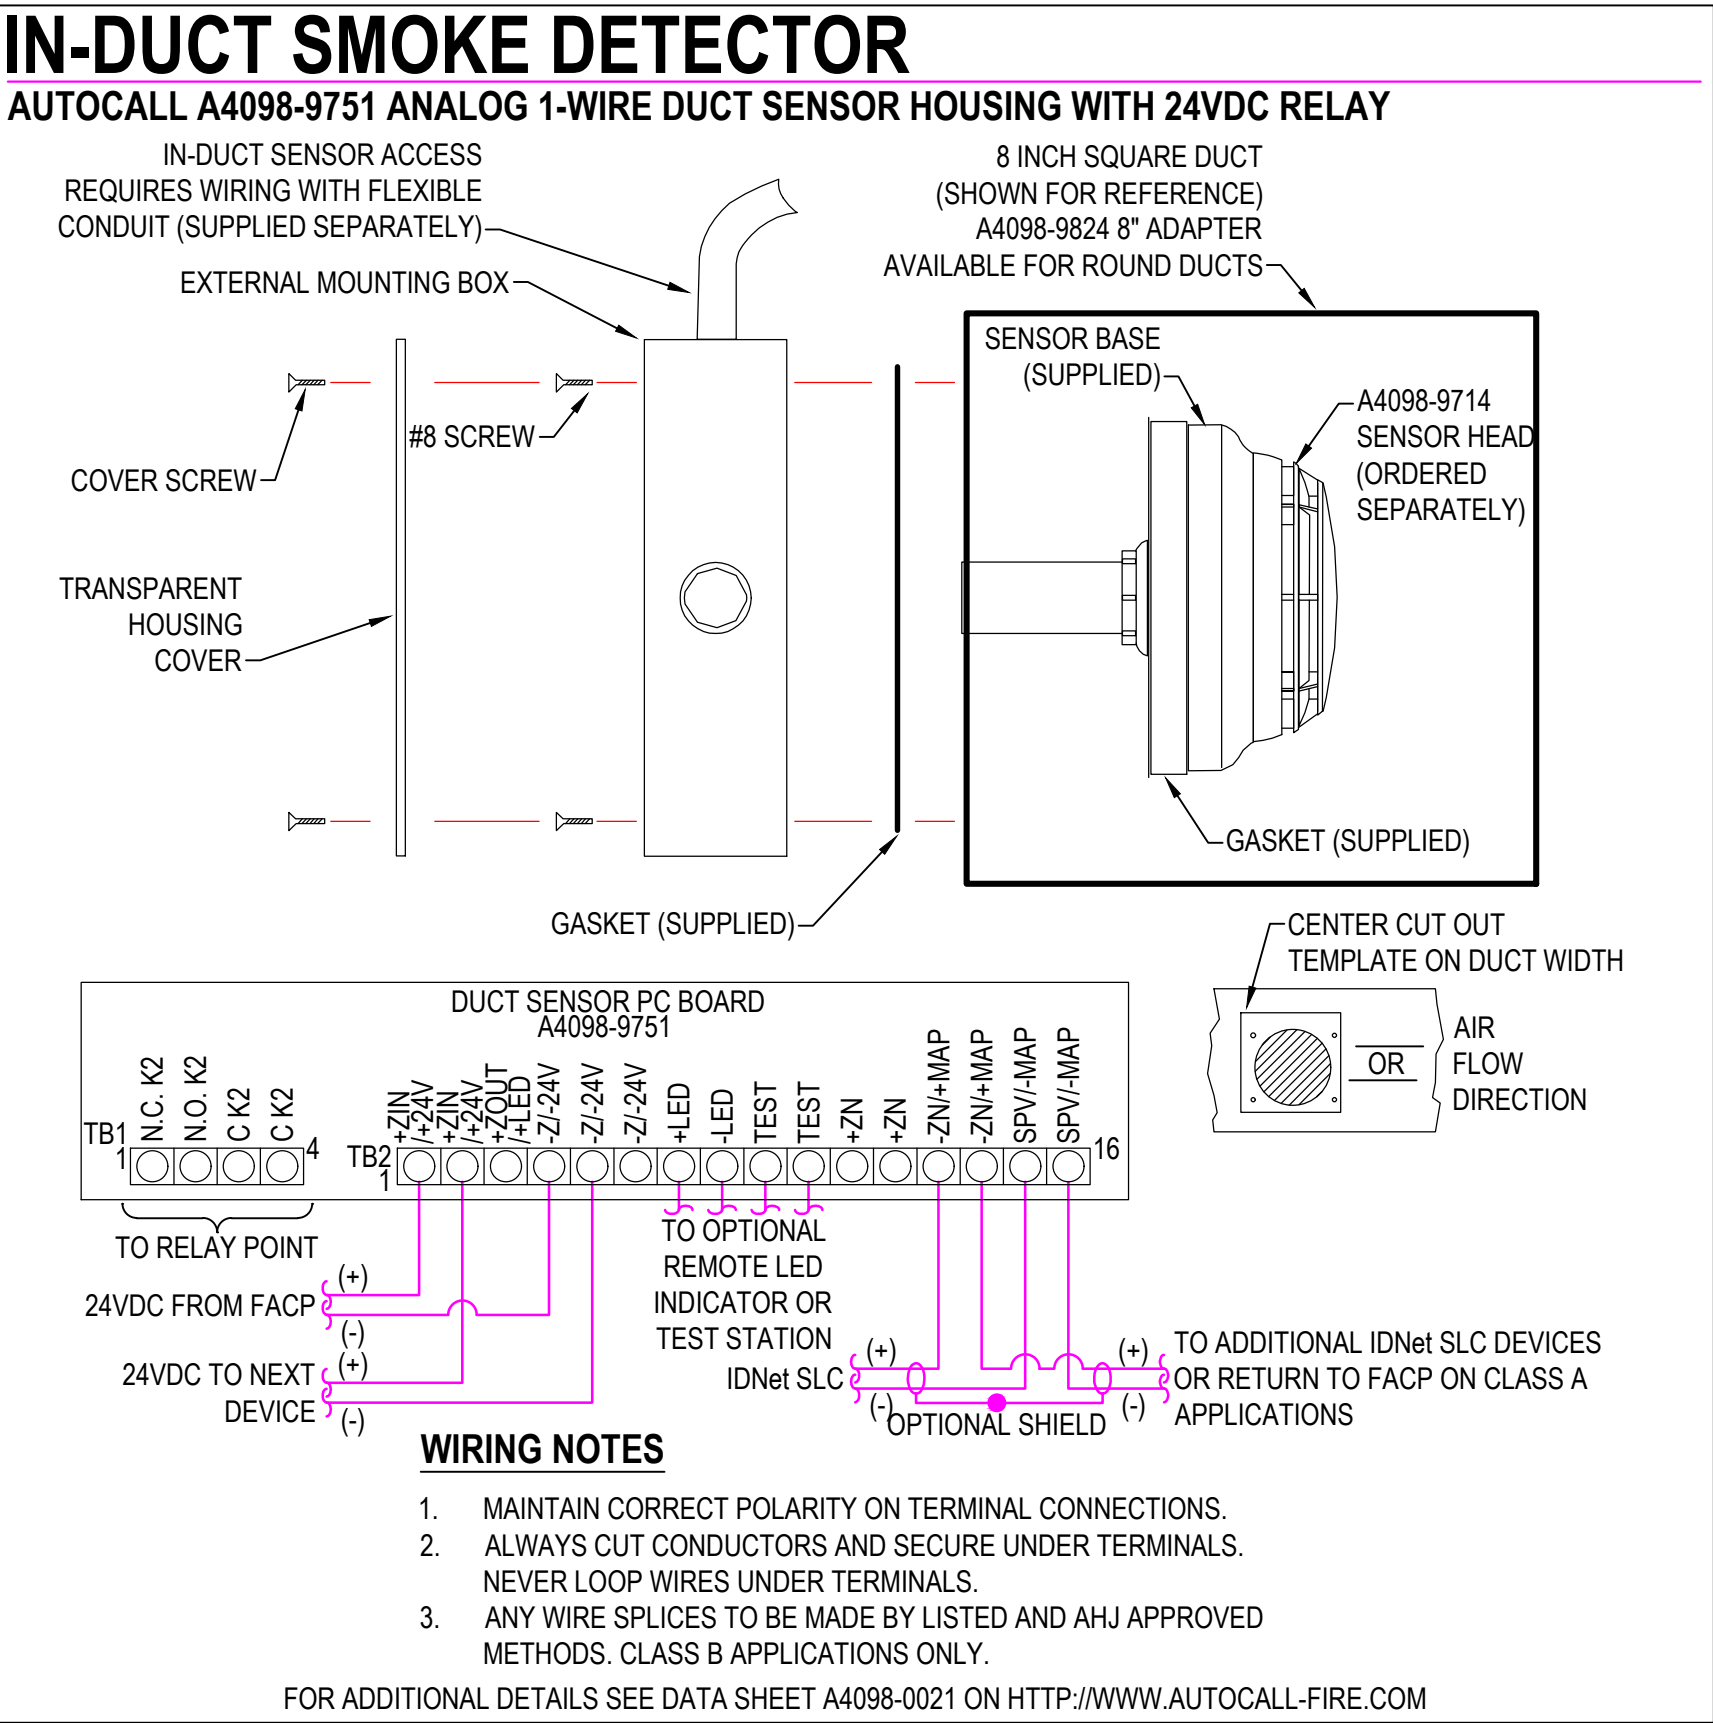 IN-DUCT SMOKE DETECTOR
AUTOCALL A4098-9751 ANALOG 1-WIRE DUCT SENSOR HOUSING WITH 24VDC RELAY
IN-DUCT SENSOR ACCESS
REQUIRES WIRING WITH FLEXIBLE
CONDUIT (SUPPLIED SEPARATELY)
EXTERNAL MOUNTING BOX
8 INCH SQUARE DUCT
(SHOWN FOR REFERENCE)
A4098-9824 8" ADAPTER
AVAILABLE FOR ROUND DUCTS
SENSOR BASE
(SUPPLIED)
A4098-9714
SENSOR HEAD
(ORDERED
SEPARATELY)
#8 SCREW
COVER SCREW
TRANSPARENT
HOUSING
COVER
GASKET (SUPPLIED)
GASKET (SUPPLIED)
CENTER CUT OUT
TEMPLATE ON DUCT WIDTH
OR
AIR
FLOW
DIRECTION
DUCT SENSOR PC BOARD
A4098-9751
TB1
1
N.C. K2
N.O. K2
C K2
C K2
4
TB2
1
+ZIN
/+24V
+ZIN
/+24V
+ZOUT
/+LED
-Z/-24V
-Z/-24V
-Z/-24V
+LED
-LED
TEST
TEST
+ZN
+ZN
-ZN/+MAP
-ZN/+MAP
SPV/-MAP
SPV/-MAP
16
TO RELAY POINT
24VDC FROM FACP
(+)
(-)
24VDC TO NEXT
DEVICE
(+)
(-)
TO OPTIONAL
REMOTE LED
INDICATOR OR
TEST STATION
IDNet SLC
(+)
(-)
OPTIONAL SHIELD
(+)
(-)
TO ADDITIONAL IDNet SLC DEVICES
OR RETURN TO FACP ON CLASS A
APPLICATIONS
WIRING NOTES
1. MAINTAIN CORRECT POLARITY ON TERMINAL CONNECTIONS.
2. ALWAYS CUT CONDUCTORS AND SECURE UNDER TERMINALS.
NEVER LOOP WIRES UNDER TERMINALS.
3. ANY WIRE SPLICES TO BE MADE BY LISTED AND AHJ APPROVED
METHODS. CLASS B APPLICATIONS ONLY.
FOR ADDITIONAL DETAILS SEE DATA SHEET A4098-0021 ON HTTP://WWW.AUTOCALL-FIRE.COM